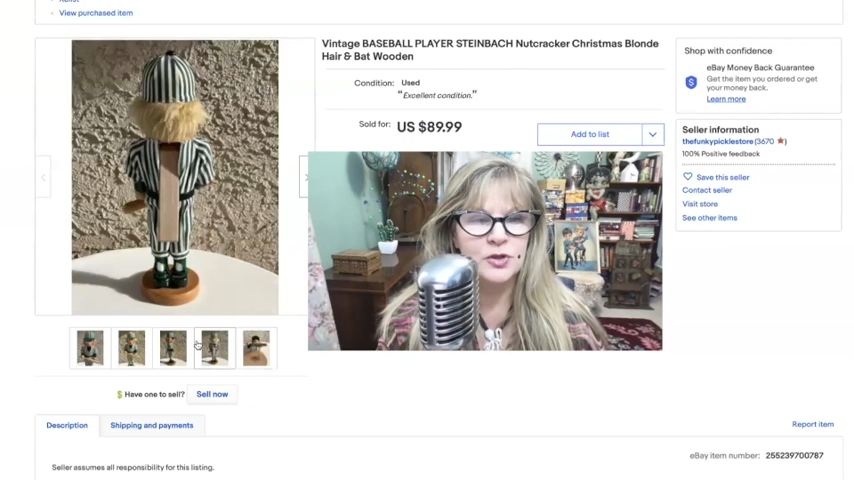 View purchased item
Vintage BASEBALL PLAYER STEINBACH Nutcracker Christmas Blonde
Hair & Bat Wooden
Condition: Used
"Excellent condition."
Sold for: US $89.99
Add to list
Shop with confidence
eBay Money Back Guarantee
Get the item you ordered or get
your money back.
Learn more
Seller information
thefunkypicklestore (3670 )
100% Positive feedback
Save this seller
Contact seller
Visit store
See other items
$ Have one to sell? Sell now
Description
Shipping and payments
Report item
eBay item number: 255239700787
Seller assumes all responsibility for this listing.